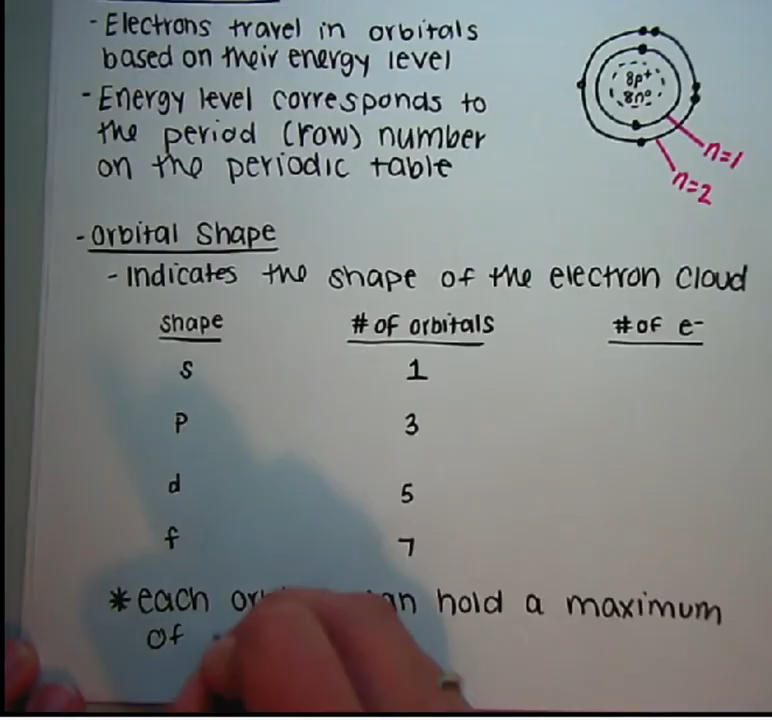 - Electrons travel in orbitals
based on their energy level
- Energy level corresponds to
the period (row) number
on the periodic table
8p+
8n°
n=1
n=2
- Orbital Shape
- Indicates the shape of the electron cloud
shape # of orbitals # of e-
s 1
p 3
d 5
f 7
*each can hold a maximum
of